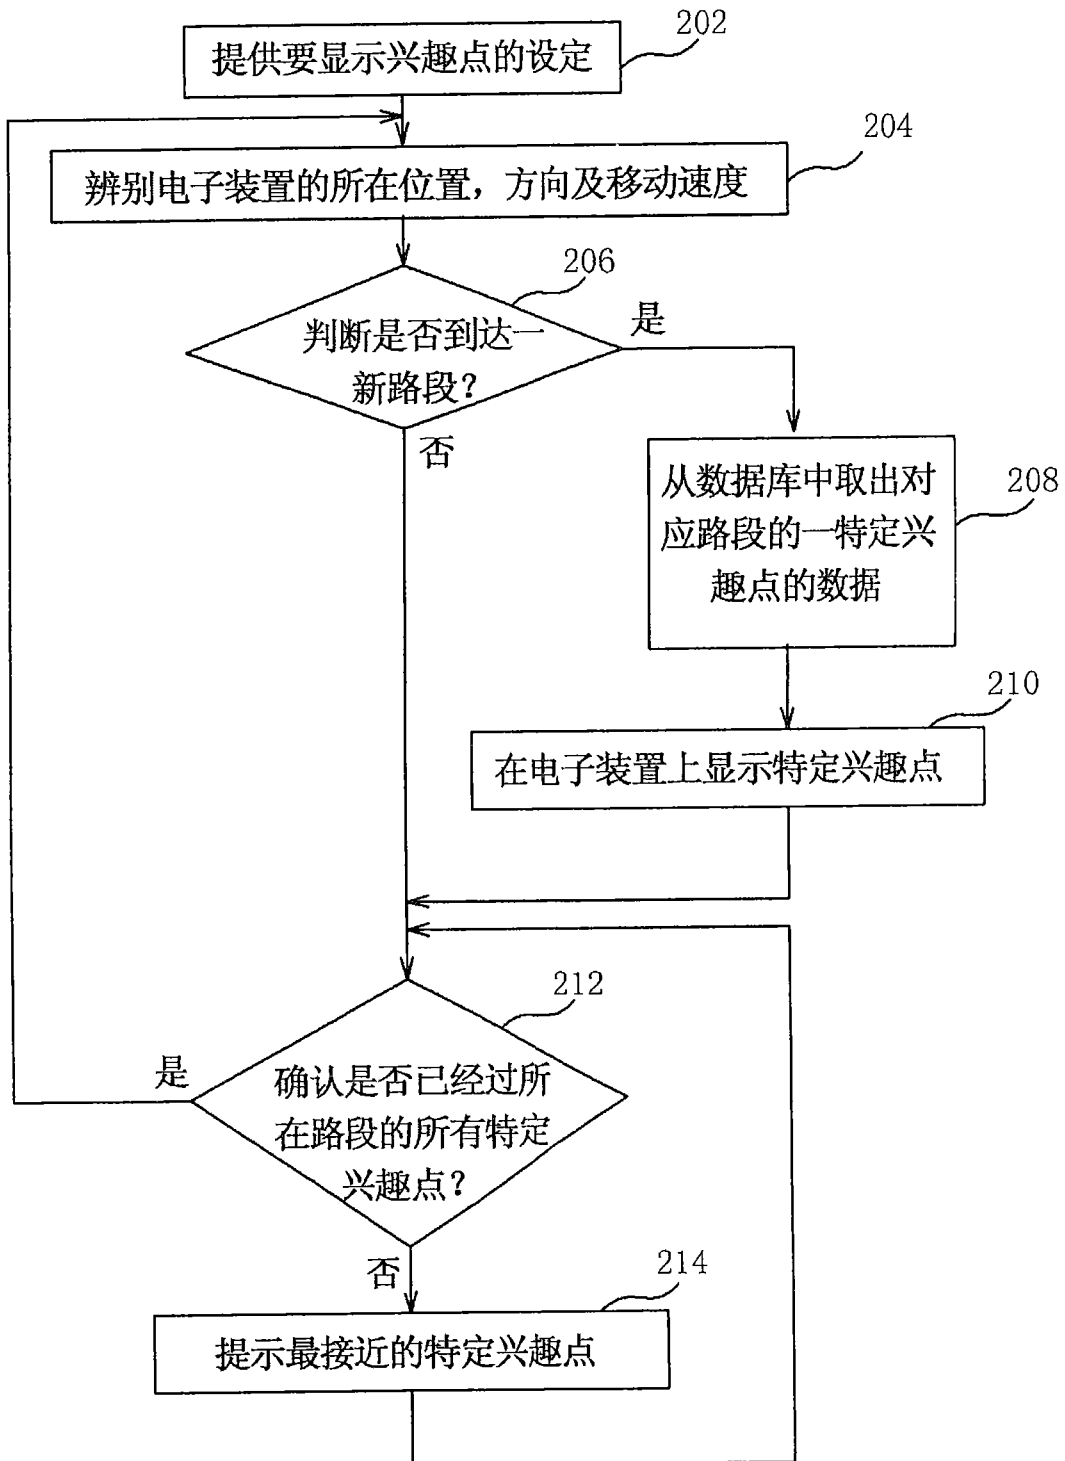 202
提供要显示兴趣点的设定
204
辨别电子装置的所在位置，方向及移动速度
206
判断是否到达一
新路段？
是
否
208
从数据库中取出对
应路段的一特定兴
趣点的数据
210
在电子装置上显示特定兴趣点
212
是
确认是否已经过所
在路段的所有特定
兴趣点？
否
214
提示最接近的特定兴趣点